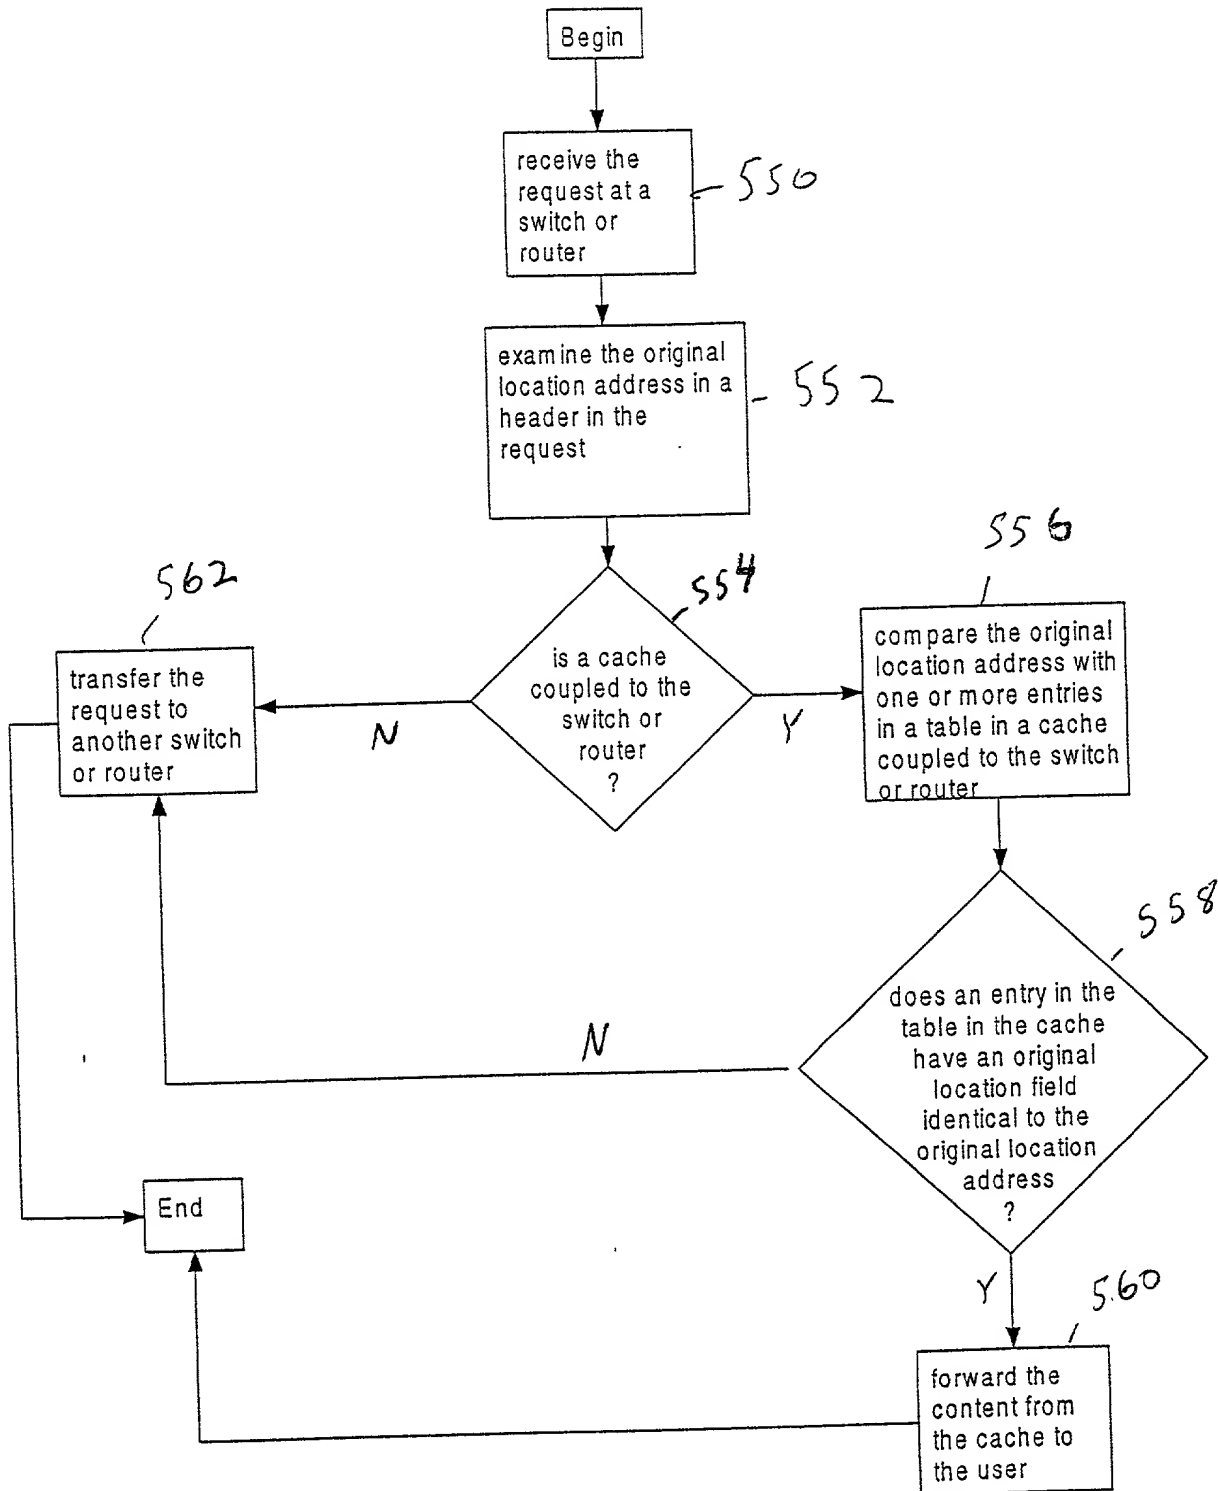 Begin
receive the
request at a
switch or
router
550
examine the original
location address in a
header in the
request
552
is a cache
coupled to the
switch or
router
?
554
N
Y
562
transfer the
request to
another switch
or router
556
compare the original
location address with
one or more entries
in a table in a cache
coupled to the switch
or router
558
does an entry in the
table in the cache
have an original
location field
identical to the
original location
address
?
N
Y
End
560
forward the
content from
the cache to
the user